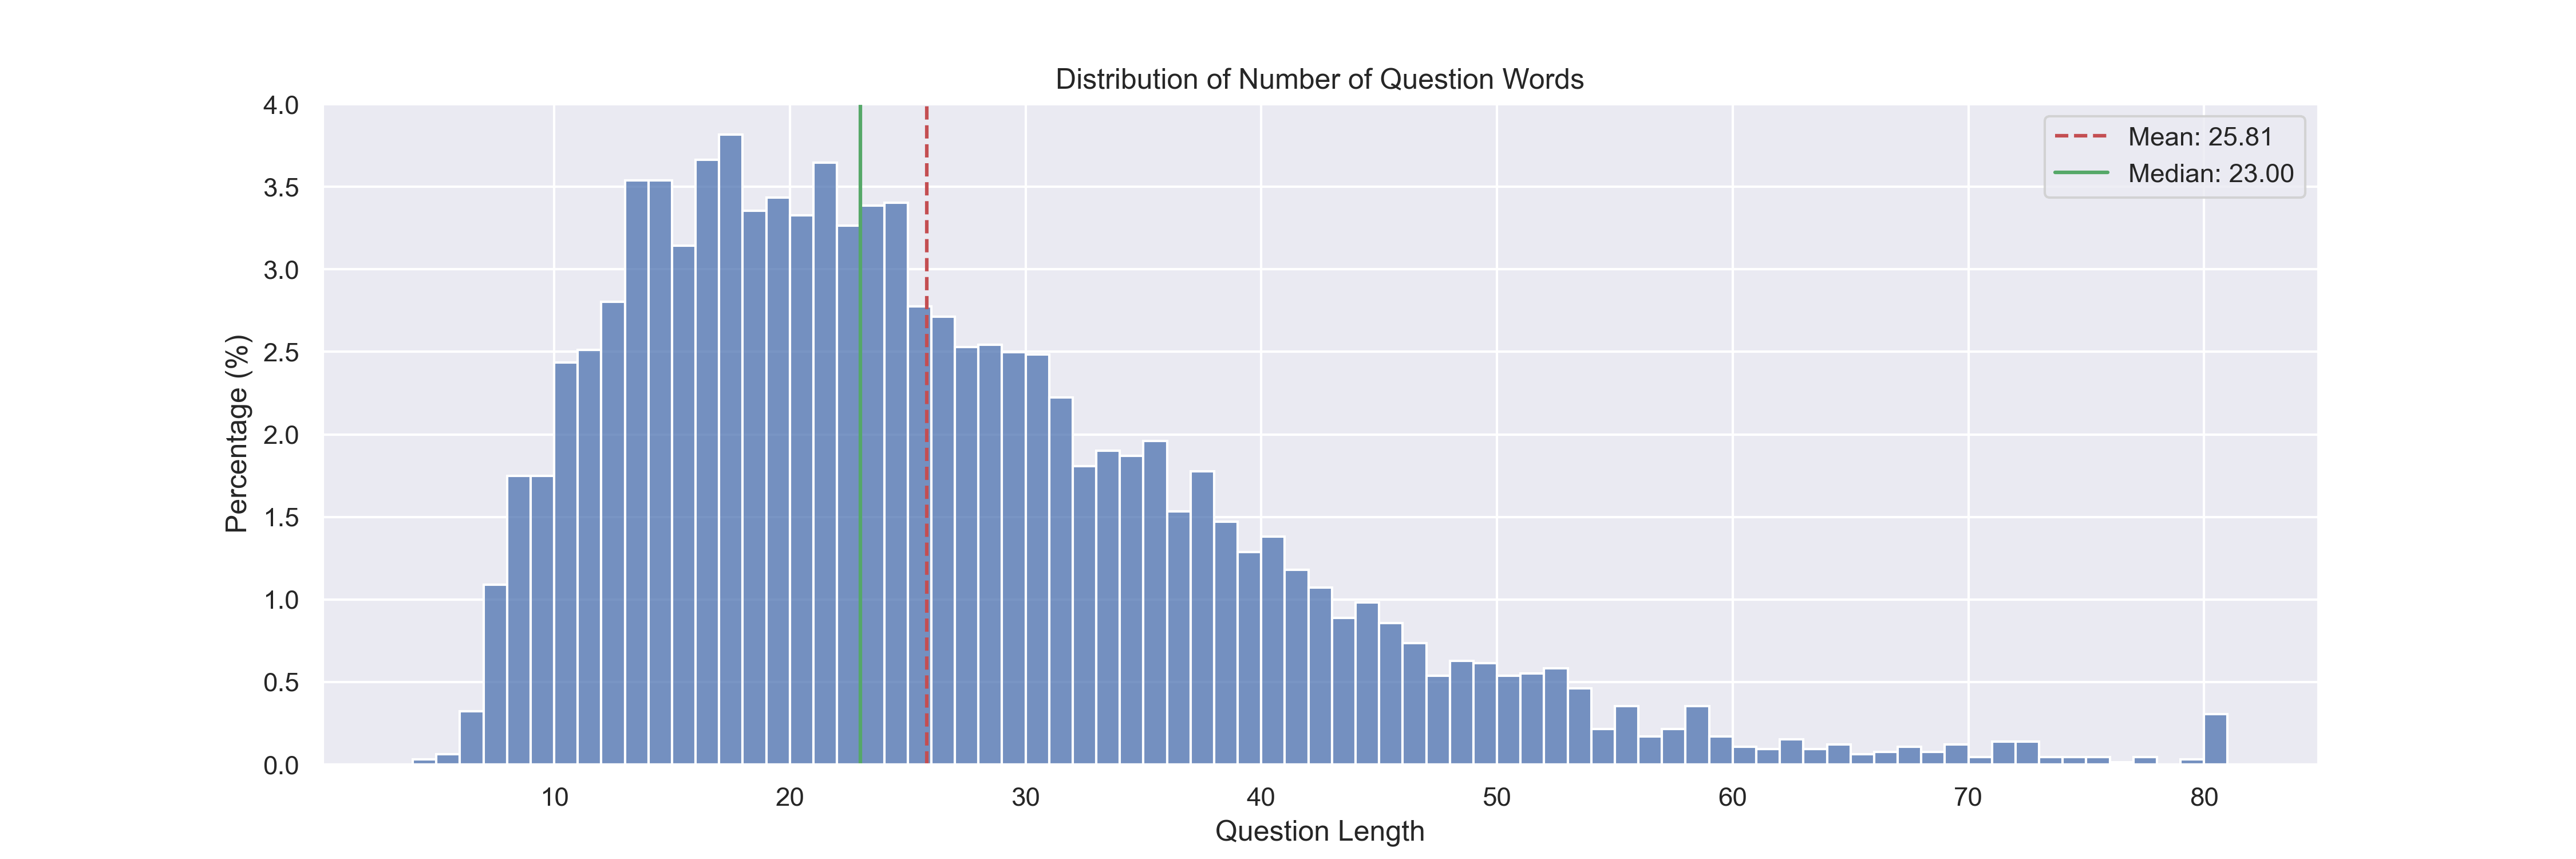 Distribution of Number of Question Words
Mean: 25.81
Median: 23.00
Percentage (%)
4.0
3.5
3.0
2.5
2.0
1.5
1.0
0.5
0.0
10 20 30 40 50 60 70 80
Question Length